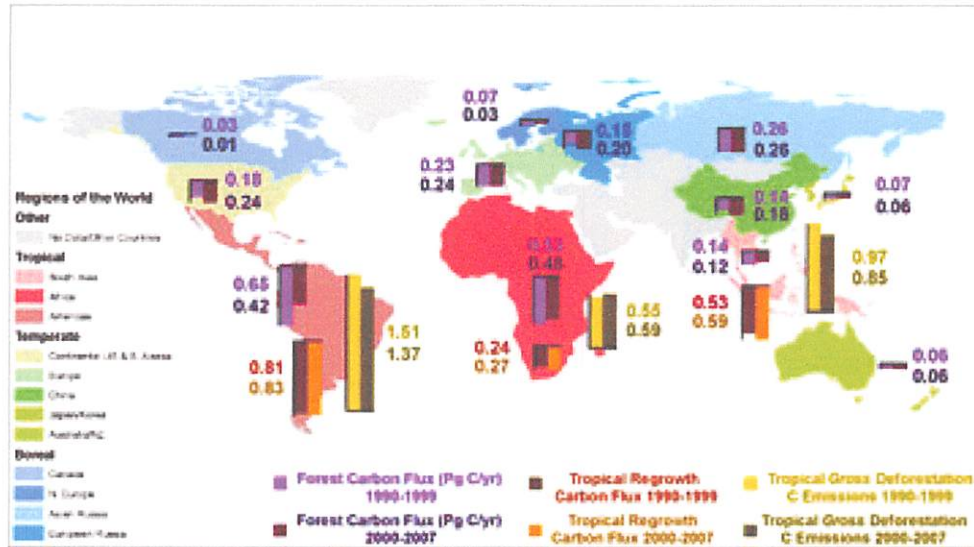 0.07
0.03
0.03
0.01
0.20
0.26
0.26
0.18
0.24
0.23
0.24
0.14
0.18
0.07
0.06
0.14
0.12
0.97
0.85
0.65
0.42
0.48
0.55
0.59
0.53
0.59
1.51
1.37
0.81
0.83
0.24
0.27
0.06
0.06
Regions of the World
Other
Tropical
Africa
Americas
Temperate
Europe
China
Japan/Korea
Boreal
Canada
N. Europe
Asian Russia
European Russia
Forest Carbon Flux (Pg C/yr)
1990-1999
Forest Carbon Flux (Pg C/yr)
2000-2007
Tropical Regrowth
Carbon Flux 1990-1999
Tropical Regrowth
Carbon Flux 2000-2007
Tropical Gross Deforestation
C Emissions 1990-1999
Tropical Gross Deforestation
C Emissions 2000-2007